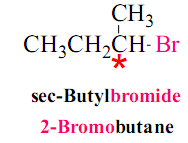 CH₃
CH₃CH₂CH-Br
*
sec-Butylbromide
2-Bromobutane